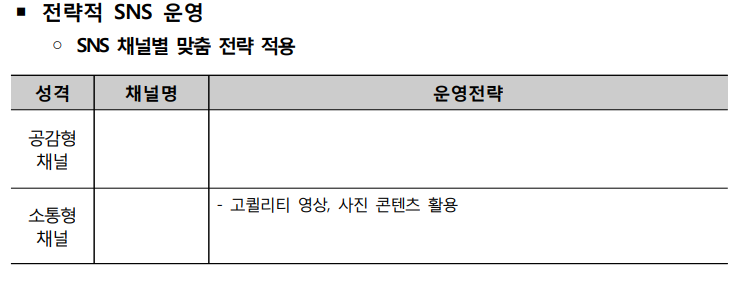 ▪ 전략적 SNS 운영
○ SNS 채널별 맞춤 전략 적용
성격 채널명 운영전략
공감형
채널
소통형
채널
- 고퀄리티 영상, 사진 콘텐츠 활용